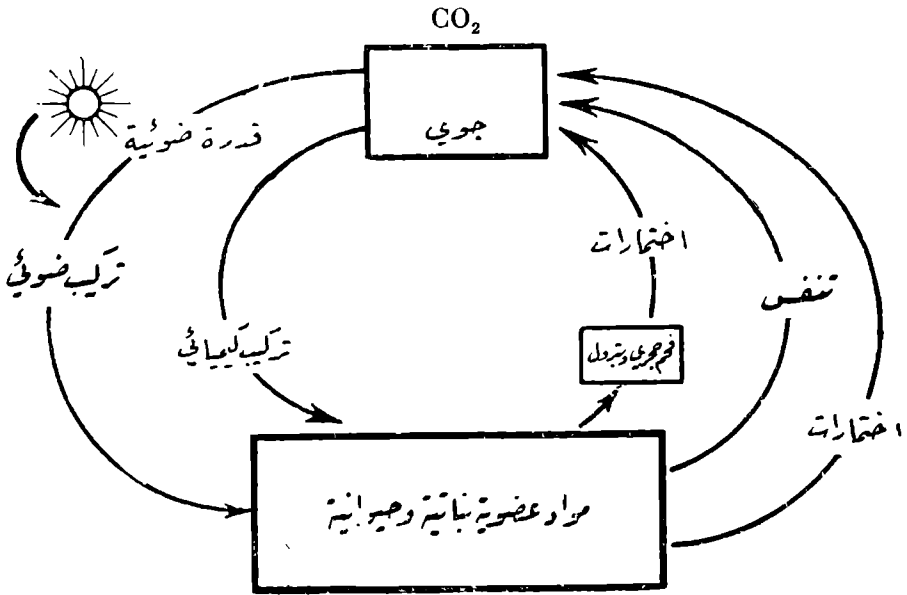 CO₂
جوي
قدرة ضوئية
تركيب ضوئي
اختمارات
تنفس
تركيب كيميائي
فحم حجري وبترول
اختمارات
مواد عضوية نباتية وحيوانية